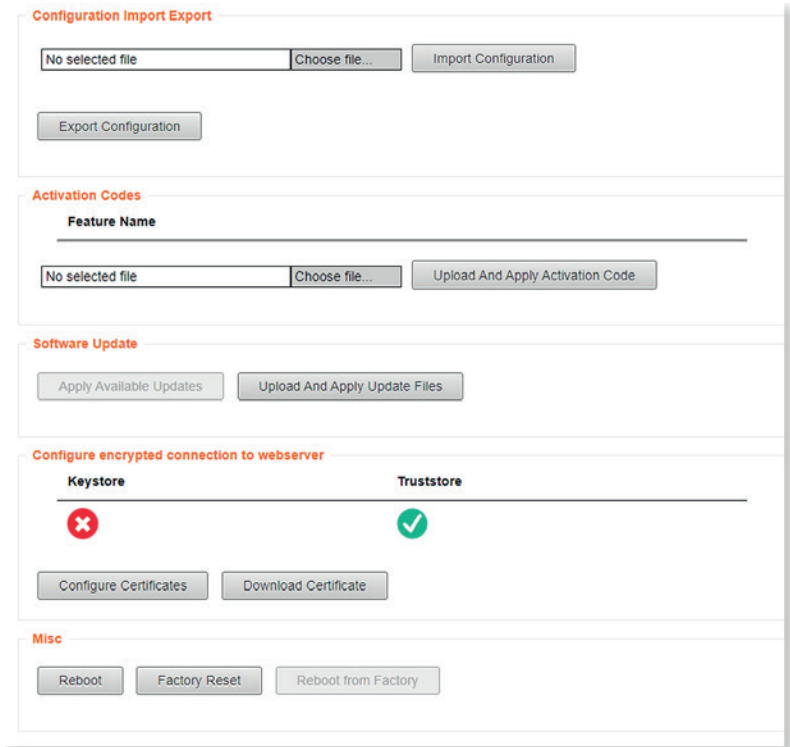 Configuration Import Export
No selected file Choose file... Import Configuration
Export Configuration
Activation Codes
Feature Name
No selected file Choose file... Upload And Apply Activation Code
Software Update
Apply Available Updates Upload And Apply Update Files
Configure encrypted connection to webserver
Keystore Truststore
Configure Certificates Download Certificate
Misc
Reboot Factory Reset Reboot from Factory